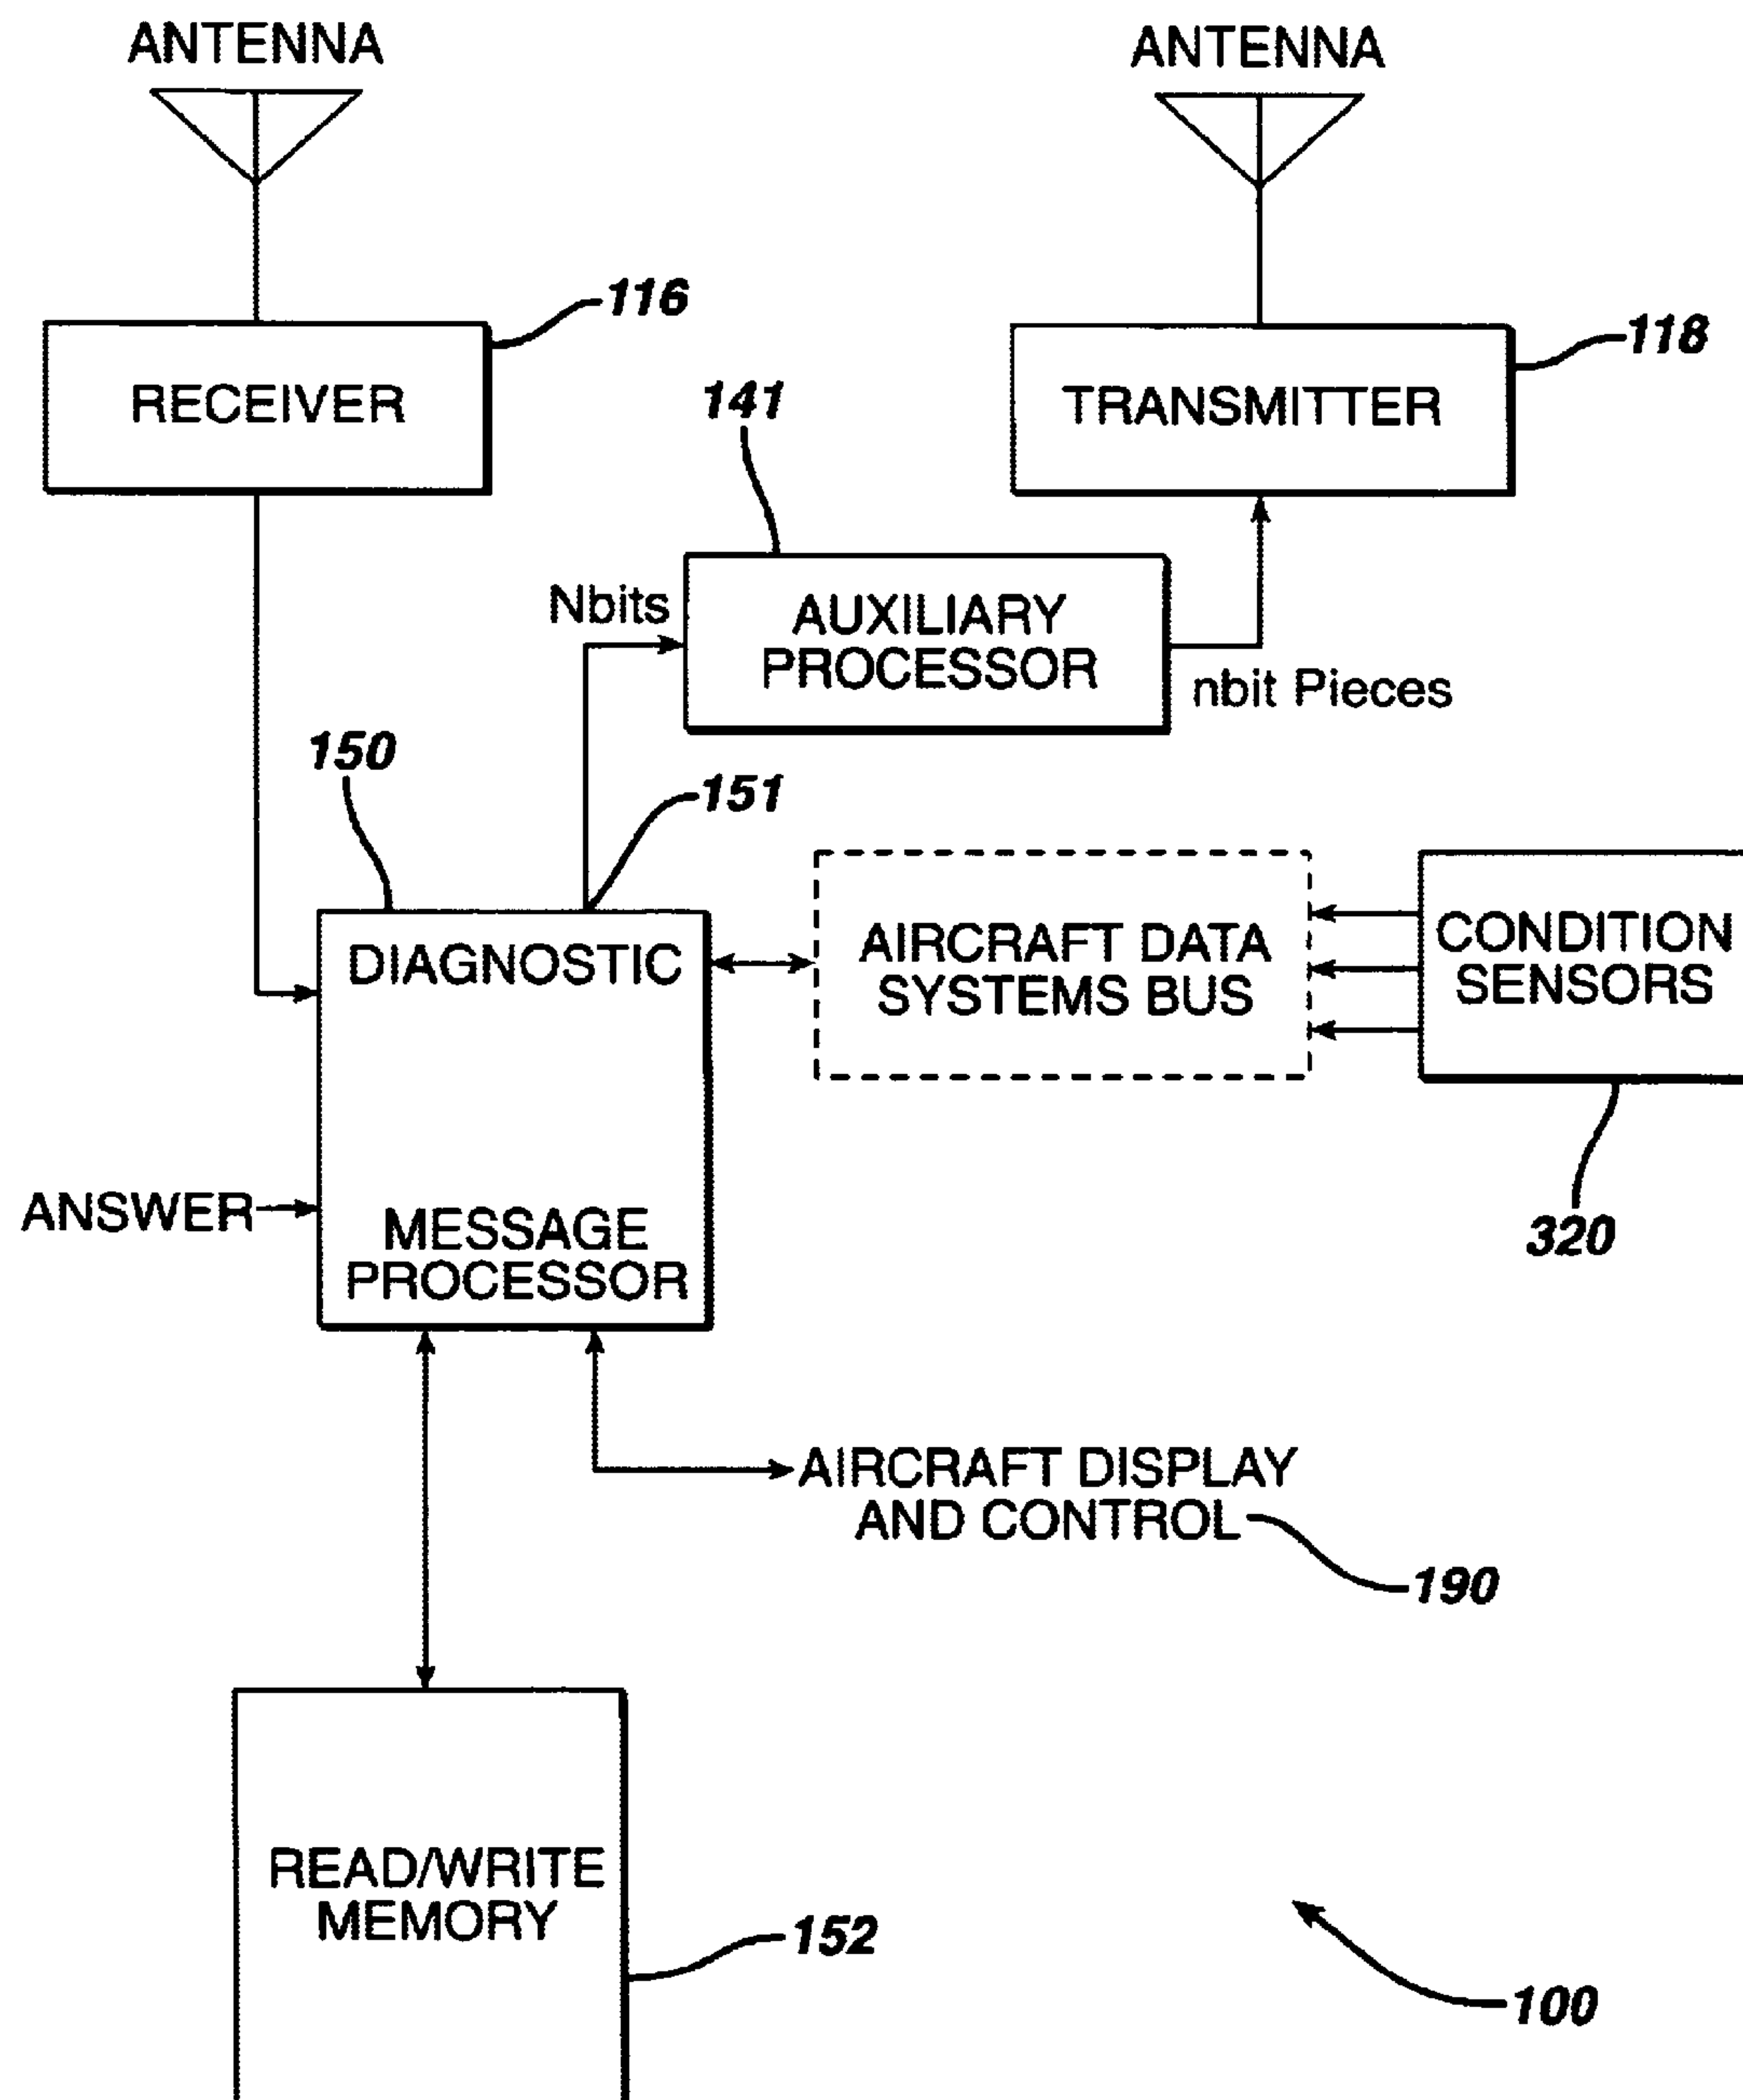 ANTENNA
ANTENNA
116
RECEIVER
118
TRANSMITTER
141
Nbits
AUXILIARY
PROCESSOR
nbit Pieces
150
151
DIAGNOSTIC
MESSAGE
PROCESSOR
AIRCRAFT DATA
SYSTEMS BUS
CONDITION
SENSORS
320
ANSWER
AIRCRAFT DISPLAY
AND CONTROL
190
READ/WRITE
MEMORY
152
100